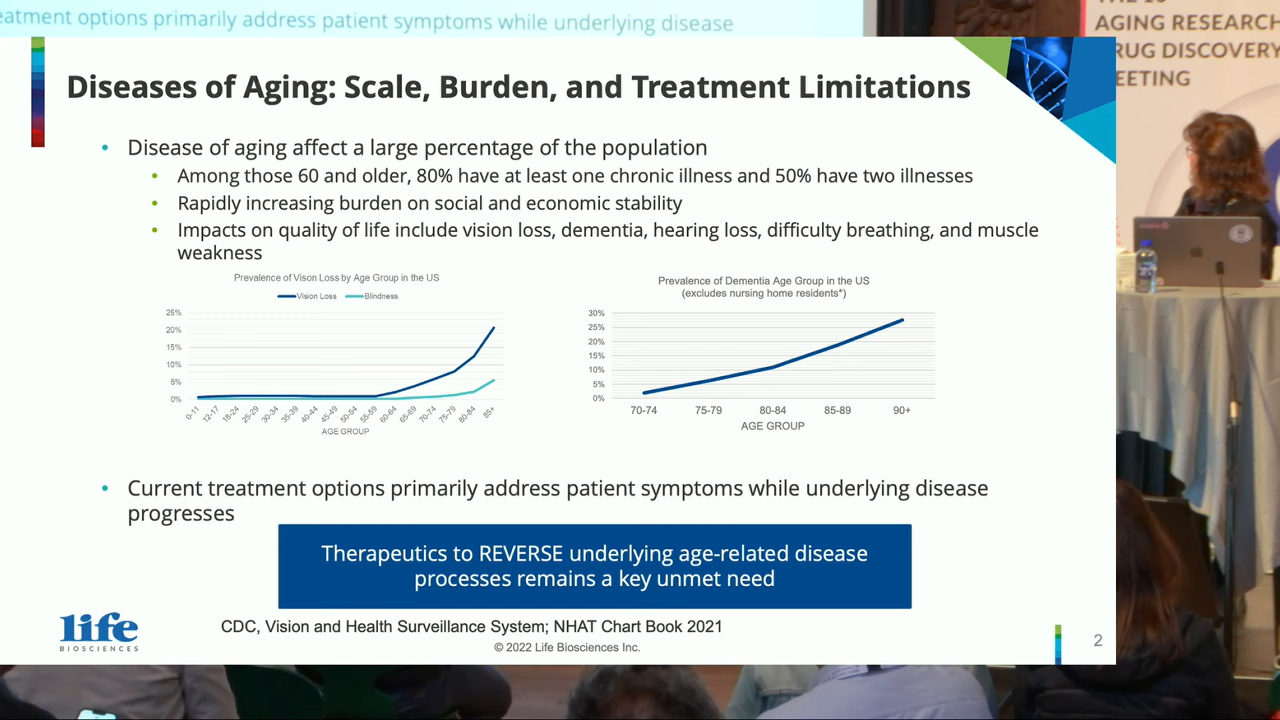 eatment options primarily address patient symptoms while underlying disease
AGING RESEARCH
RUG DISCOVERY
EETING
Diseases of Aging: Scale, Burden, and Treatment Limitations
• Disease of aging affect a large percentage of the population
• Among those 60 and older, 80% have at least one chronic illness and 50% have two illnesses
• Rapidly increasing burden on social and economic stability
• Impacts on quality of life include vision loss, dementia, hearing loss, difficulty breathing, and muscle
weakness
Prevalence of Vison Loss by Age Group in the US
Vision Loss Blindness
25%
20%
15%
10%
5%
0%
0-11 12-17 18-24 25-29 30-34 35-39 40-44 45-49 50-54 55-59 60-64 65-69 70-74 75-79 80-84 85+
AGE GROUP
Prevalence of Dementia Age Group in the US
(excludes nursing home residents*)
30%
25%
20%
15%
10%
5%
0%
70-74 75-79 80-84 85-89 90+
AGE GROUP
• Current treatment options primarily address patient symptoms while underlying disease
progresses
Therapeutics to REVERSE underlying age-related disease
processes remains a key unmet need
life
BIOSCIENCES
CDC, Vision and Health Surveillance System; NHAT Chart Book 2021
© 2022 Life Biosciences Inc.
2